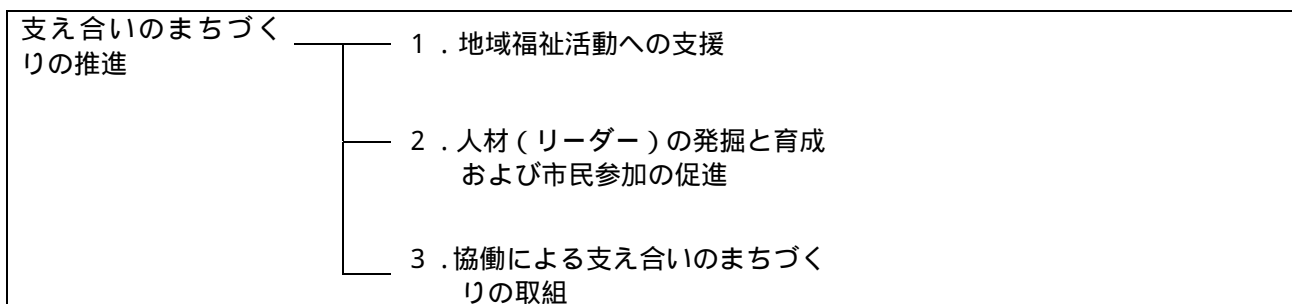 支え合いのまちづく
りの推進
1．地域福祉活動への支援
2．人材（リーダー）の発掘と育成
および市民参加の促進
3．協働による支え合いのまちづく
りの取組